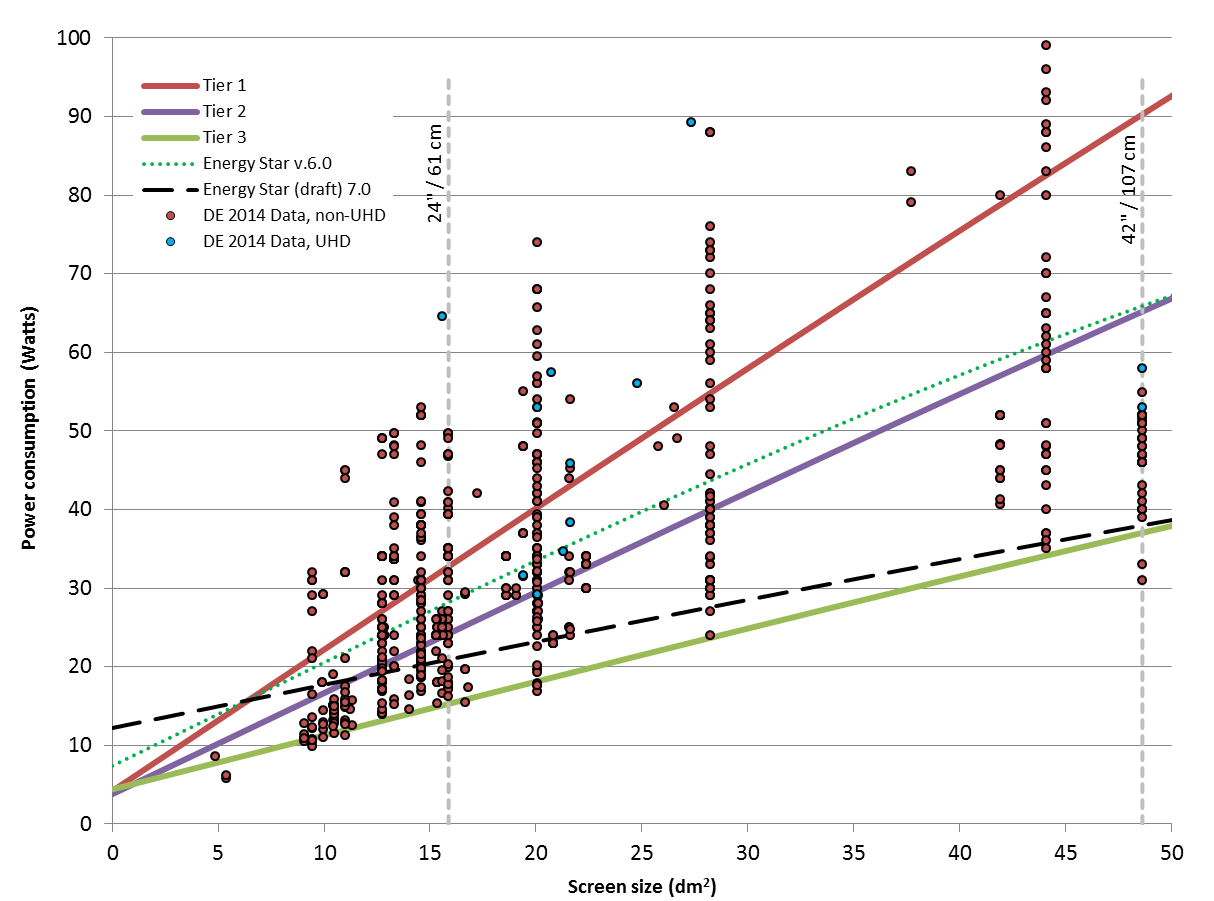 100
90
80
70
60
50
40
30
20
10
0
Power consumption (Watts)
Tier 1
Tier 2
Tier 3
Energy Star v.6.0
Energy Star (draft) 7.0
DE 2014 Data, non-UHD
DE 2014 Data, UHD
24" / 61 cm
42" / 107 cm
0 5 10 15 20 25 30 35 40 45 50
Screen size (dm²)